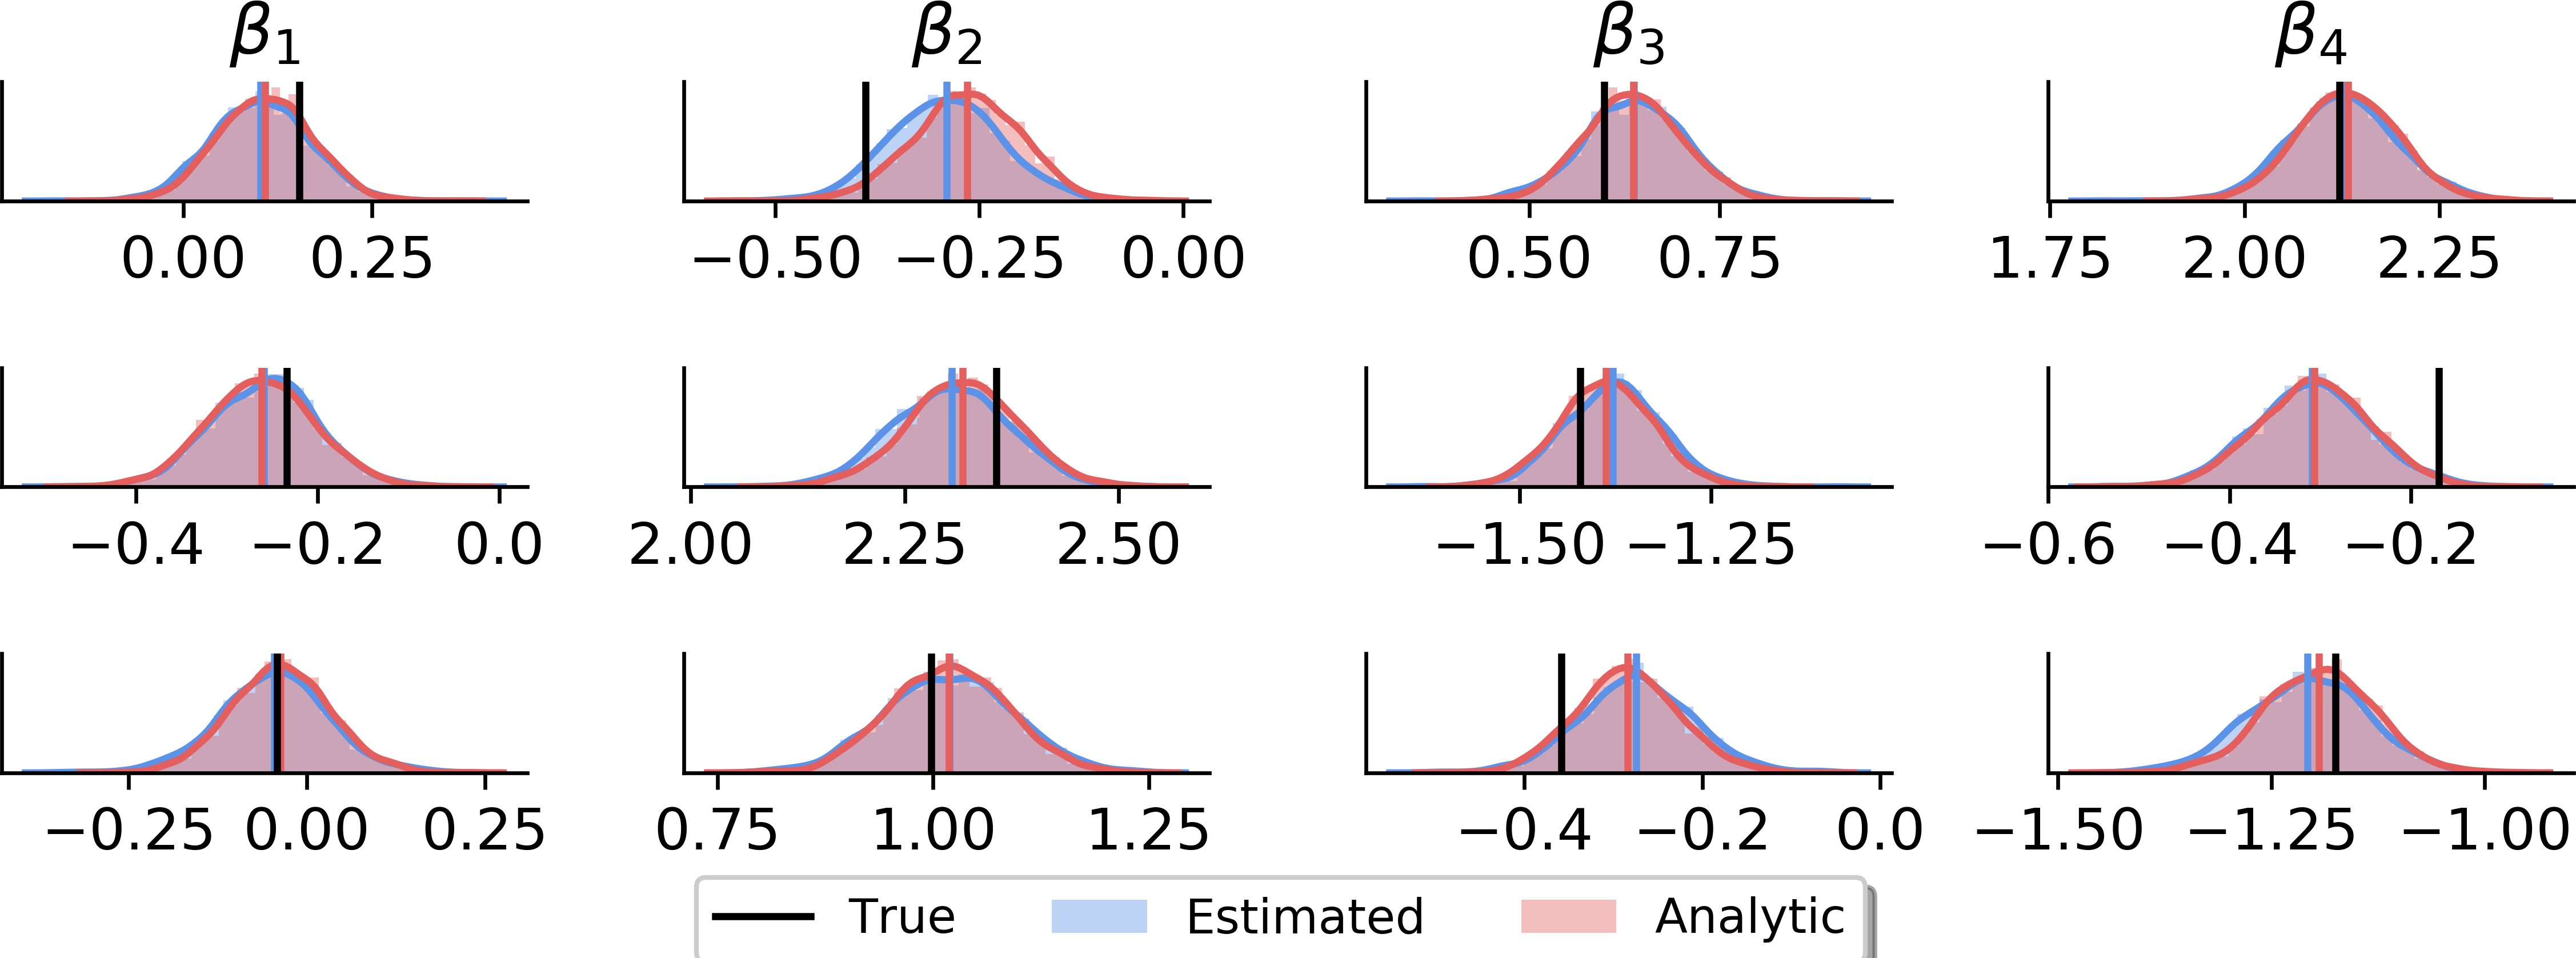 β₁ β₂ β₃ β₄
0.00 0.25 −0.50 −0.25 0.00 0.50 0.75 1.75 2.00 2.25
−0.4 −0.2 0.0 2.00 2.25 2.50 −1.50 −1.25 −0.6 −0.4 −0.2
−0.25 0.00 0.25 0.75 1.00 1.25 −0.4 −0.2 0.0 −1.50 −1.25 −1.00
True Estimated Analytic